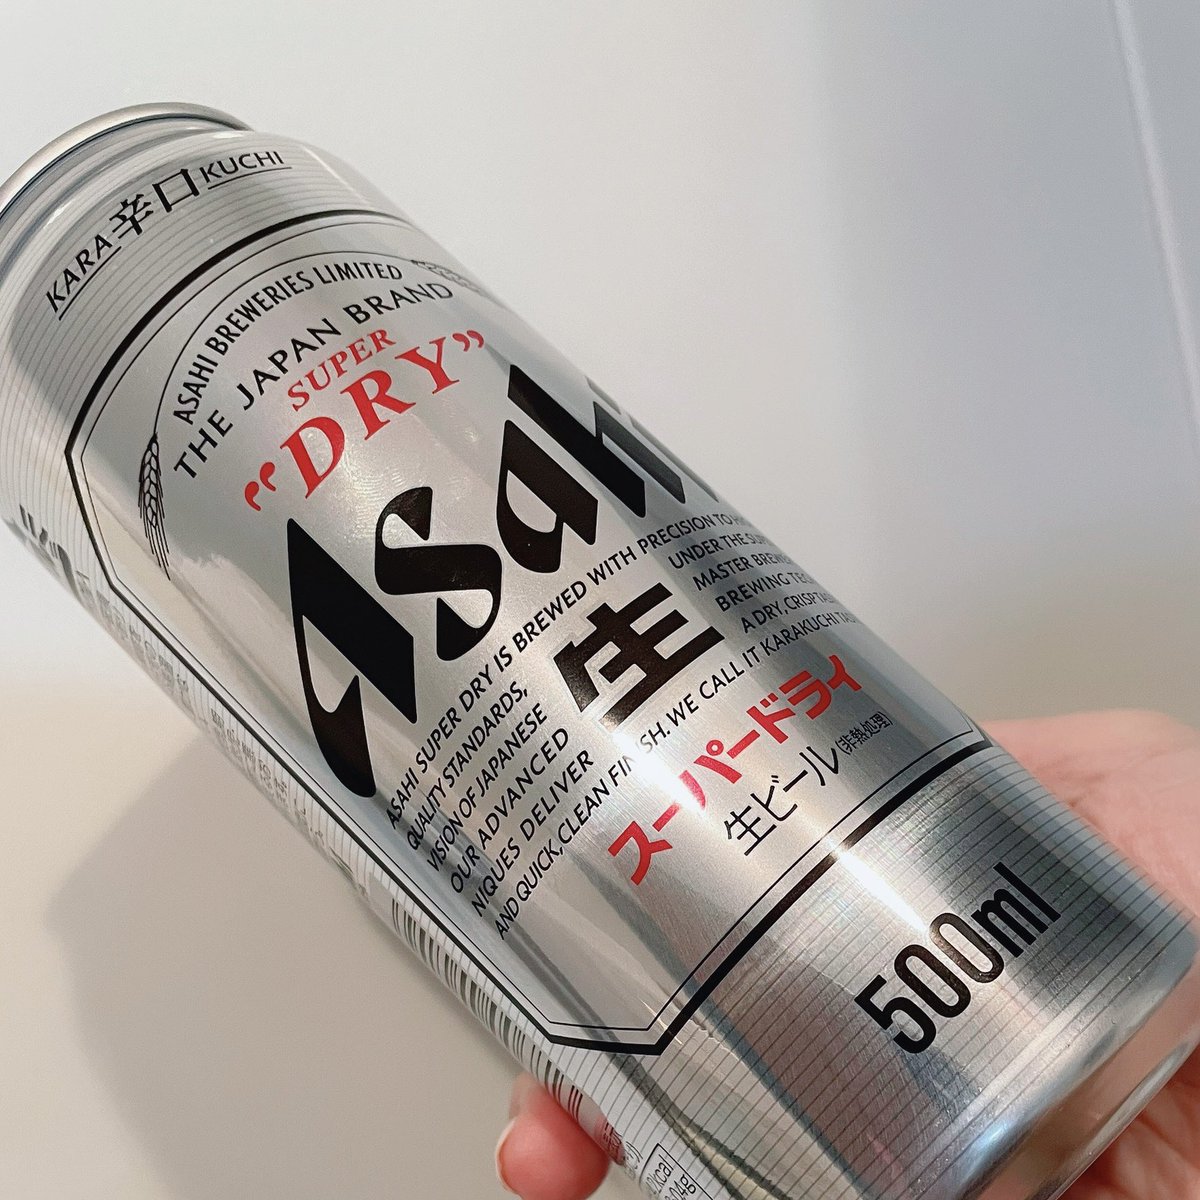 KARA 辛口 KUCHI
ASAHI BREWERIES LIMITED
THE JAPAN BRAND
SUPER
“DRY”
Asahi
ASAHI SUPER DRY IS BREWED WITH PRECISION TO
QUALITY STANDARDS, UNDER THE
VISION OF JAPANESE MASTER
OUR ADVANCED BREWING
NIQUES DELIVER A DRY, CRISP
AND QUICK, CLEAN FINISH. WE CALL IT KARAKUCHI
生
スーパードライ
生ビール(非熱処理)
500ml